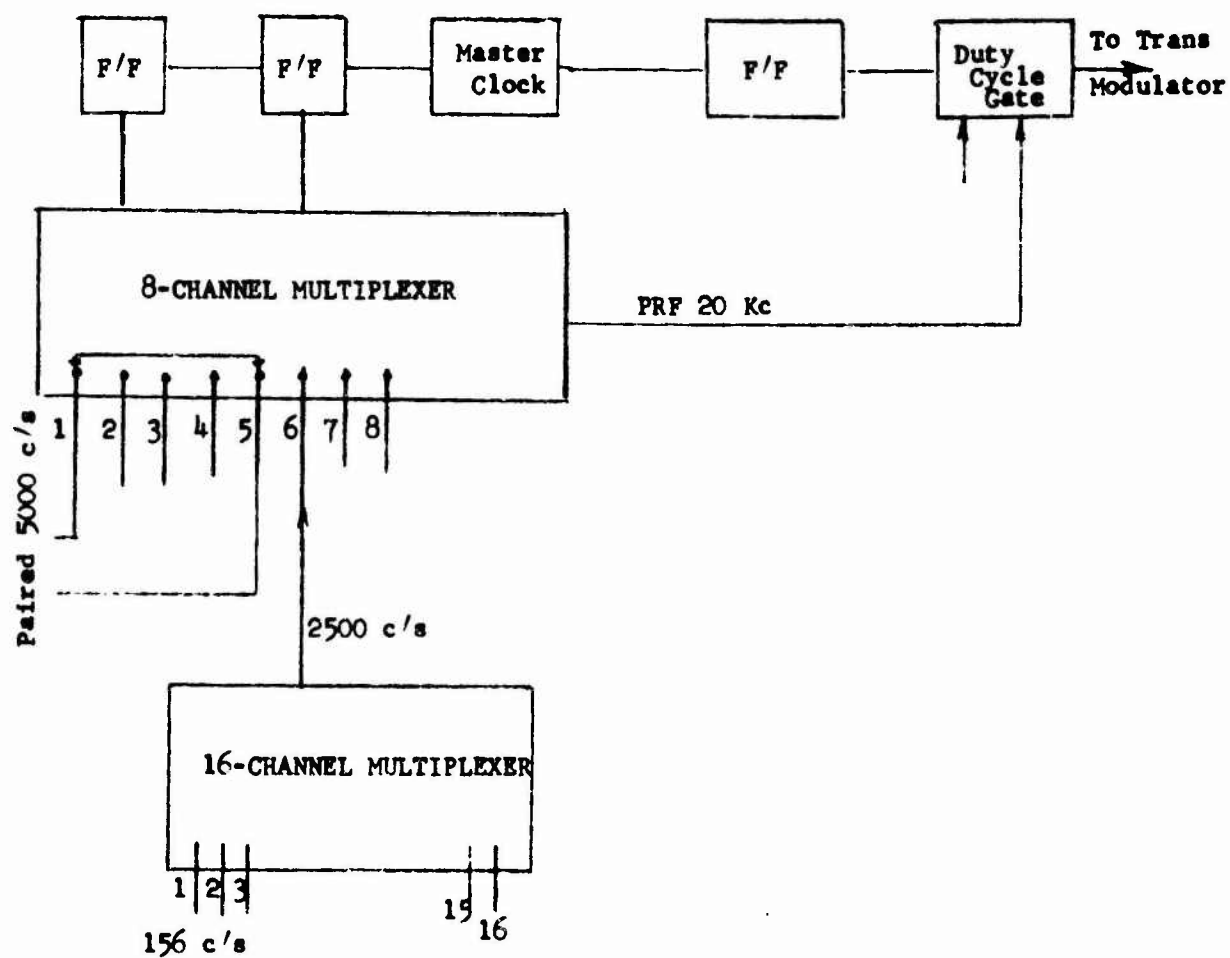 F/F
F/F
Master
Clock
F/F
Duty
Cycle
Gate
To Trans
Modulator
8-CHANNEL MULTIPLEXER
PRF 20 Kc
1
2
3
4
5
6
7
8
Paired 5000 c's
2500 c's
16-CHANNEL MULTIPLEXER
1
2
3
15
16
156 c's